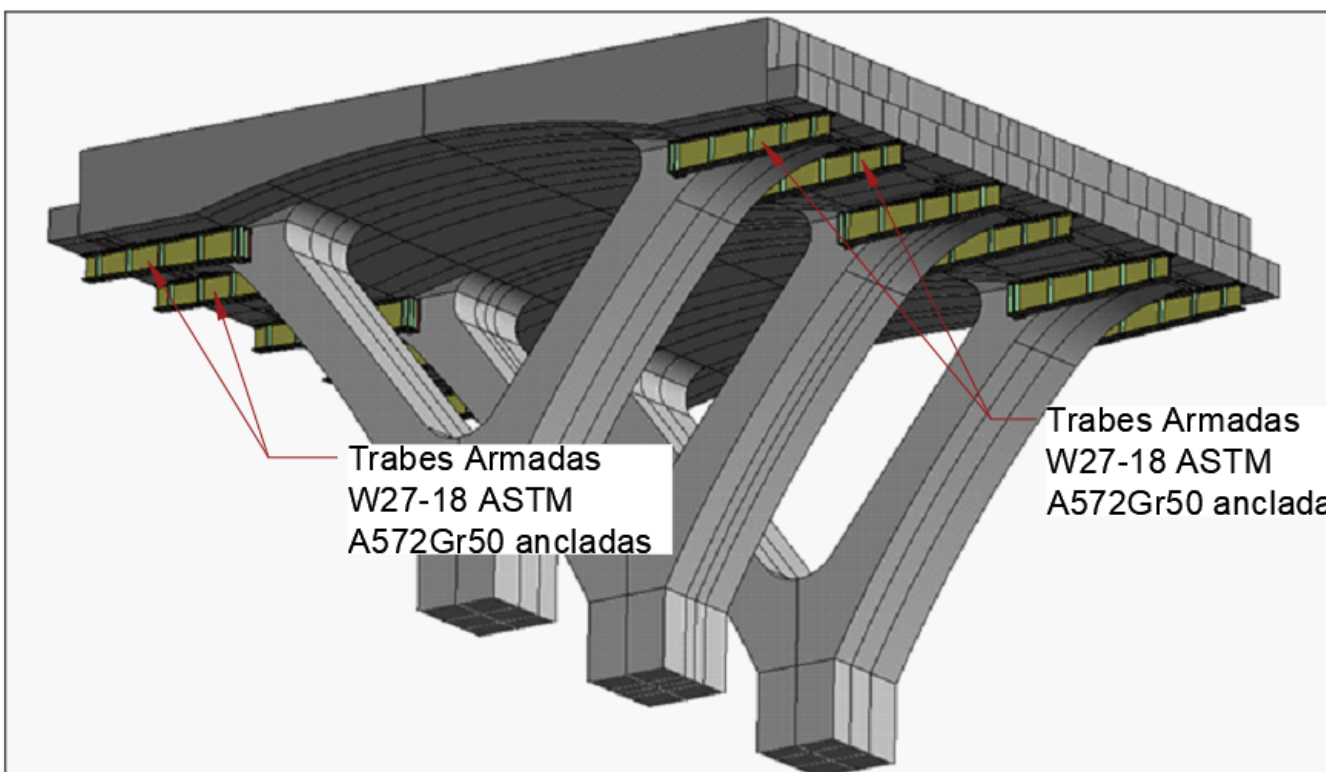 Trabes Armadas
W27-18 ASTM
A572Gr50 ancladas
Trabes Armadas
W27-18 ASTM
A572Gr50 anclada